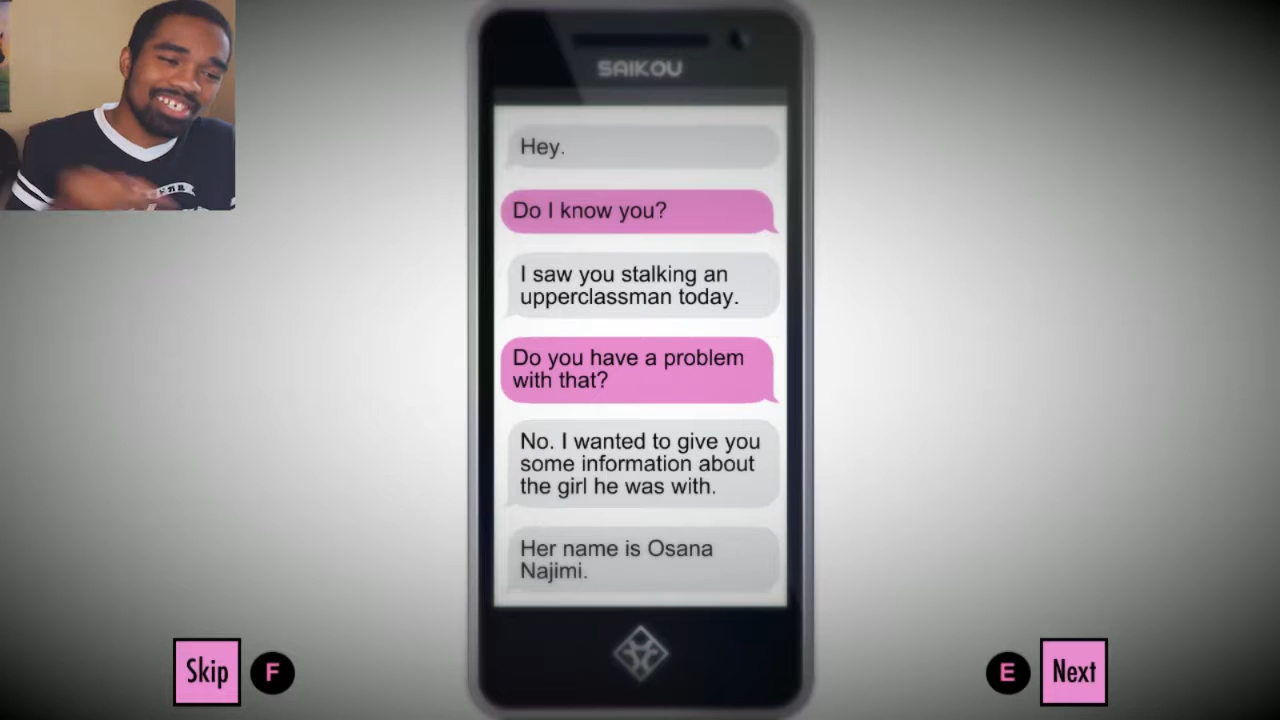 SAIKOU
Hey.
Do I know you?
I saw you stalking an
upperclassman today.
Do you have a problem
with that?
No. I wanted to give you
some information about
the girl he was with.
Her name is Osana
Najimi.
Skip F
E Next